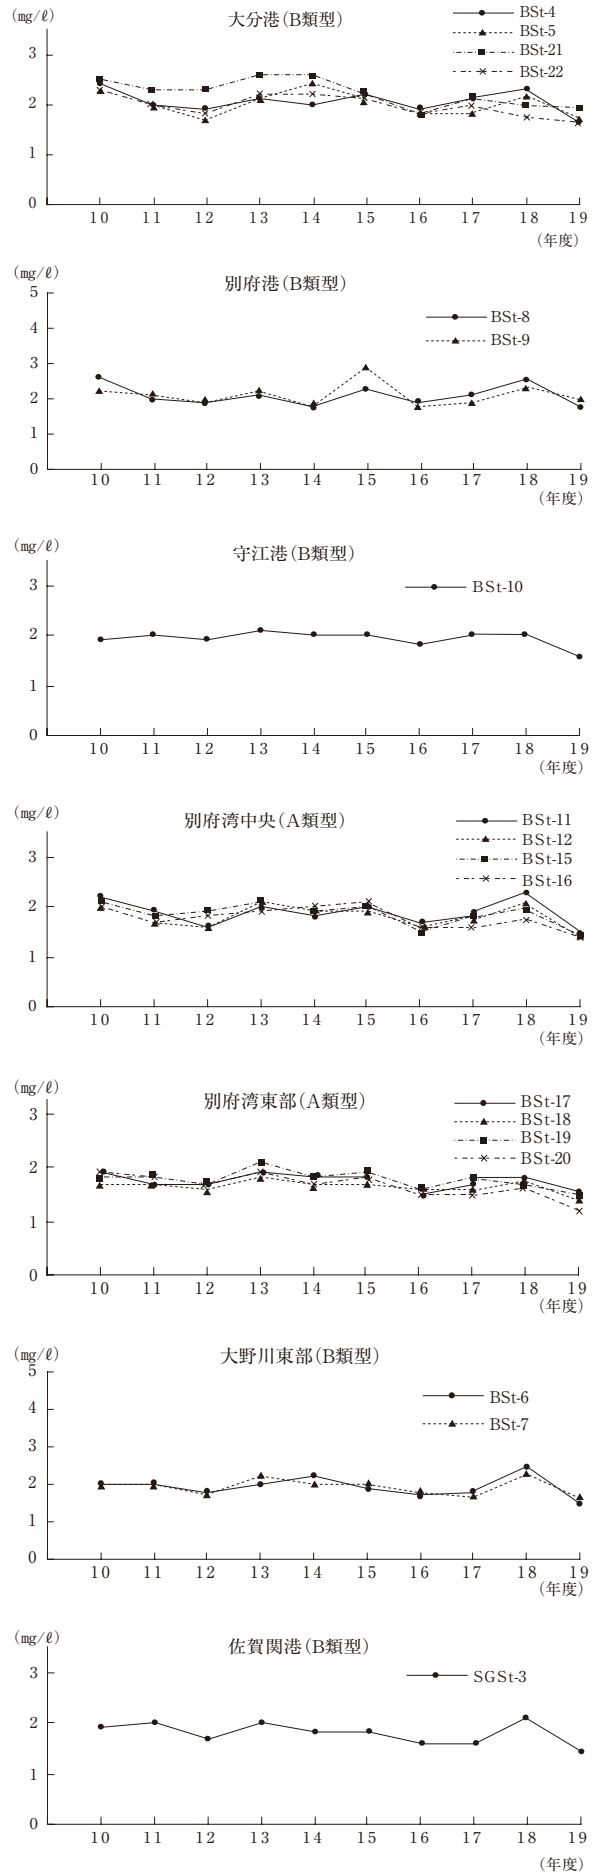 (㎎/ℓ)
大分港(B類型)
BSt-4
BSt-5
BSt-21
BSt-22
3
2
1
0
10 11 12 13 14 15 16 17 18 19
(年度)
(㎎/ℓ)
別府港(B類型)
BSt-8
BSt-9
5
4
3
2
1
0
10 11 12 13 14 15 16 17 18 19
(年度)
(㎎/ℓ)
守江港(B類型)
BSt-10
3
2
1
0
10 11 12 13 14 15 16 17 18 19
(年度)
(㎎/ℓ)
別府湾中央(A類型)
BSt-11
BSt-12
BSt-15
BSt-16
3
2
1
0
10 11 12 13 14 15 16 17 18 19
(年度)
(㎎/ℓ)
別府湾東部(A類型)
BSt-17
BSt-18
BSt-19
BSt-20
3
2
1
0
10 11 12 13 14 15 16 17 18 19
(年度)
(㎎/ℓ)
大野川東部(B類型)
BSt-6
BSt-7
5
4
3
2
1
0
10 11 12 13 14 15 16 17 18 19
(年度)
(㎎/ℓ)
佐賀関港(B類型)
SGSt-3
3
2
1
0
10 11 12 13 14 15 16 17 18 19
(年度)